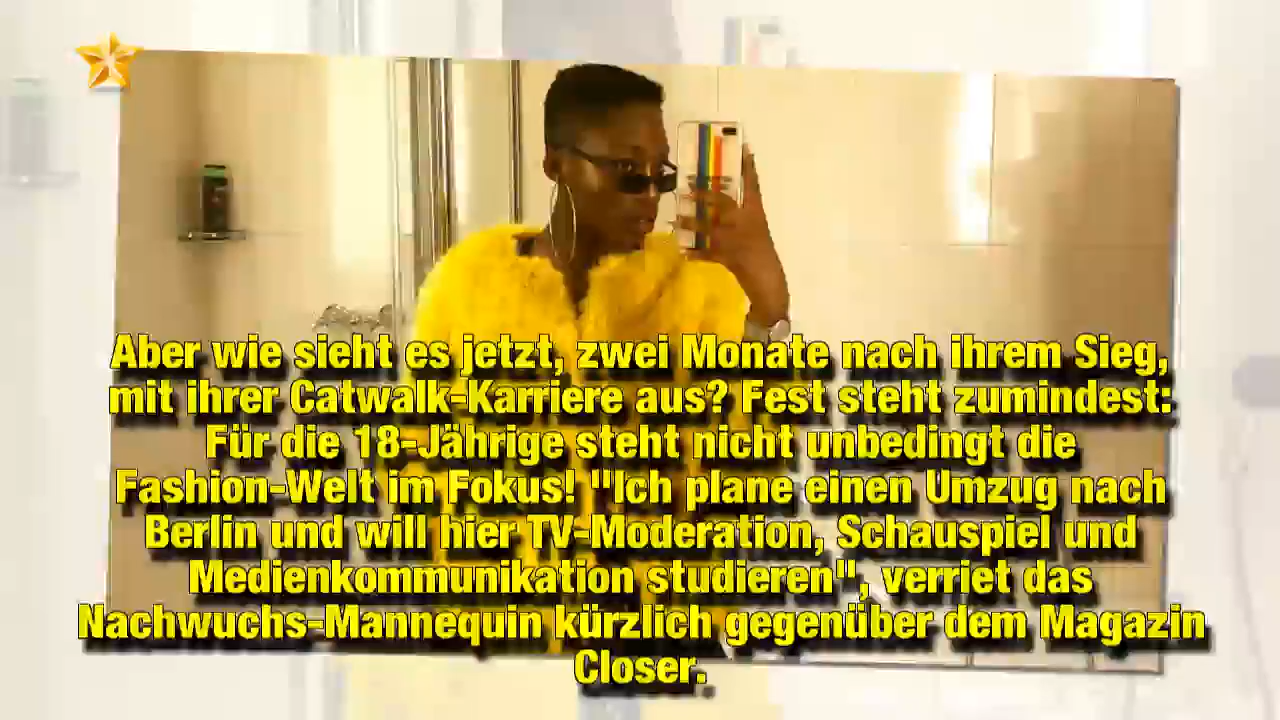 Aber wie sieht es jetzt, zwei Monate nach ihrem Sieg,
mit ihrer Catwalk-Karriere aus? Fest steht zumindest:
Für die 18-Jährige steht nicht unbedingt die
Fashion-Welt im Fokus! "Ich plane einen Umzug nach
Berlin und will hier TV-Moderation, Schauspiel und
Medienkommunikation studieren", verriet das
Nachwuchs-Mannequin kürzlich gegenüber dem Magazin
Closer.